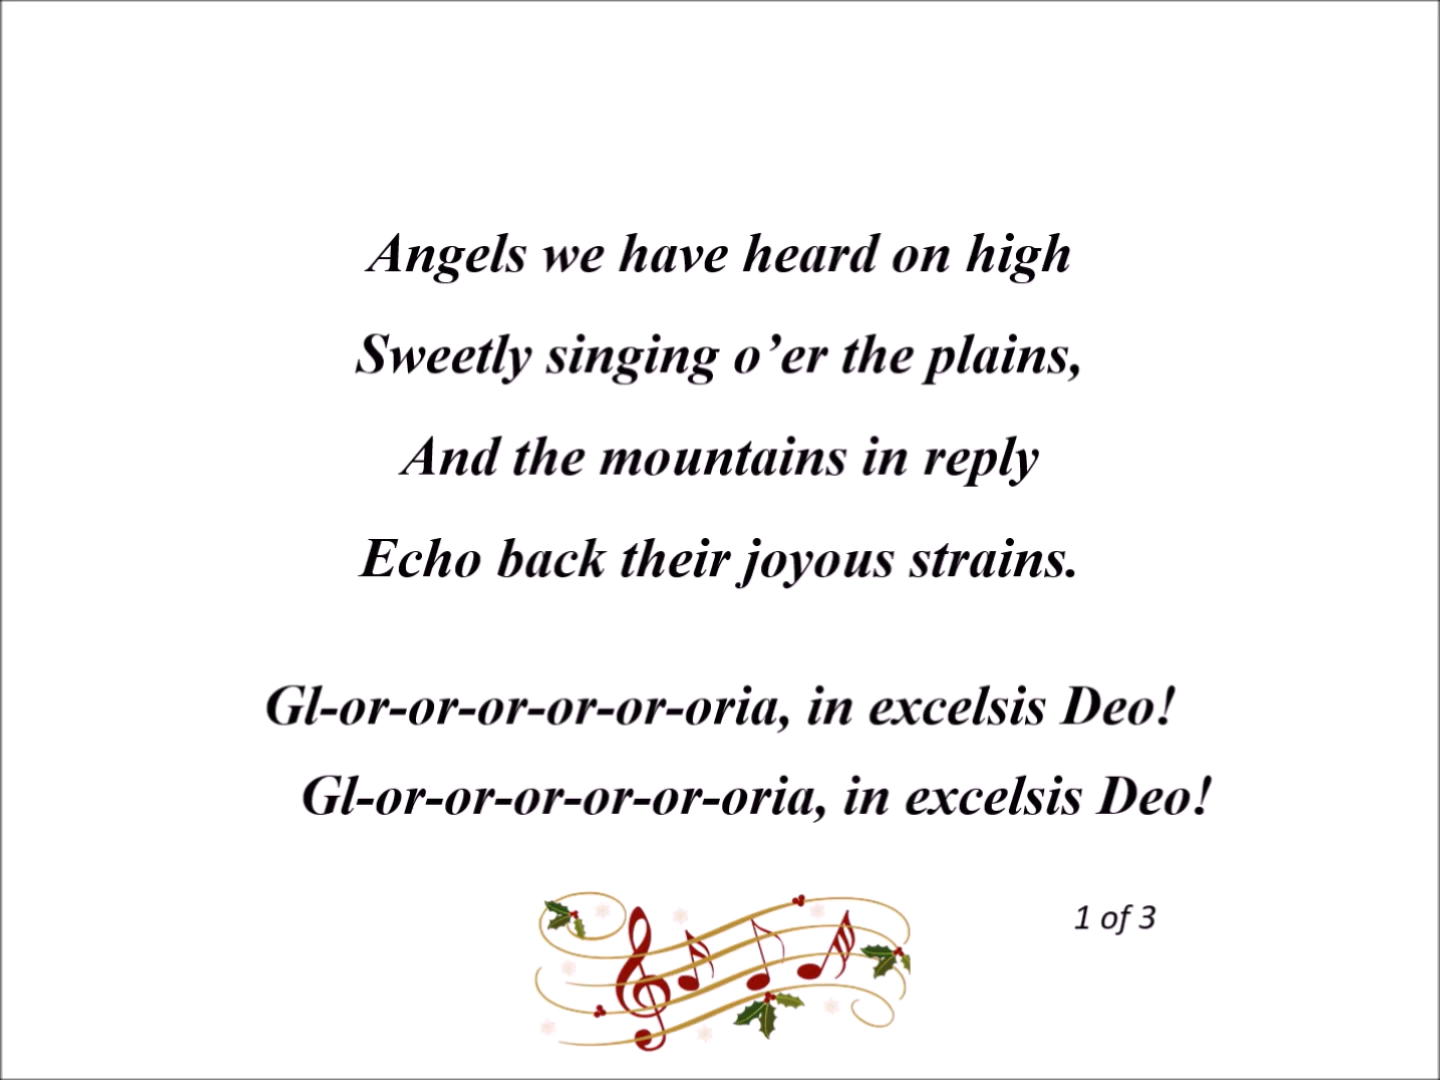 Angels we have heard on high
Sweetly singing o’er the plains,
And the mountains in reply
Echo back their joyous strains.
Gl-or-or-or-or-or-oria, in excelsis Deo!
Gl-or-or-or-or-or-oria, in excelsis Deo!
1 of 3